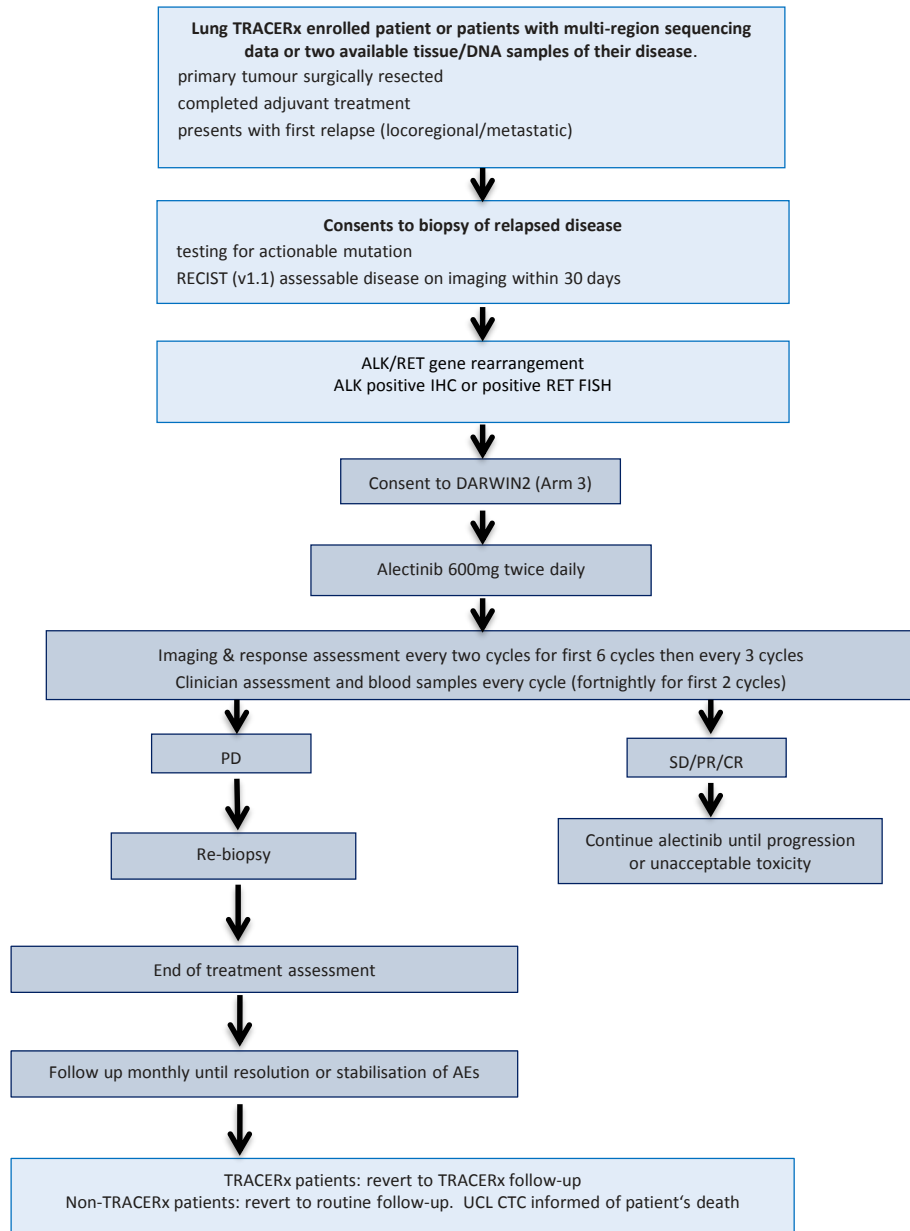 Lung TRACERx enrolled patient or patients with multi-region sequencing
data or two available tissue/DNA samples of their disease.
primary tumour surgically resected
completed adjuvant treatment
presents with first relapse (locoregional/metastatic)
Consents to biopsy of relapsed disease
testing for actionable mutation
RECIST (v1.1) assessable disease on imaging within 30 days
ALK/RET gene rearrangement
ALK positive IHC or positive RET FISH
Consent to DARWIN2 (Arm 3)
Alectinib 600mg twice daily
Imaging & response assessment every two cycles for first 6 cycles then every 3 cycles
Clinician assessment and blood samples every cycle (fortnightly for first 2 cycles)
PD
SD/PR/CR
Re-biopsy
Continue alectinib until progression
or unacceptable toxicity
End of treatment assessment
Follow up monthly until resolution or stabilisation of AEs
TRACERx patients: revert to TRACERx follow-up
Non-TRACERx patients: revert to routine follow-up.  UCL CTC informed of patient‘s death